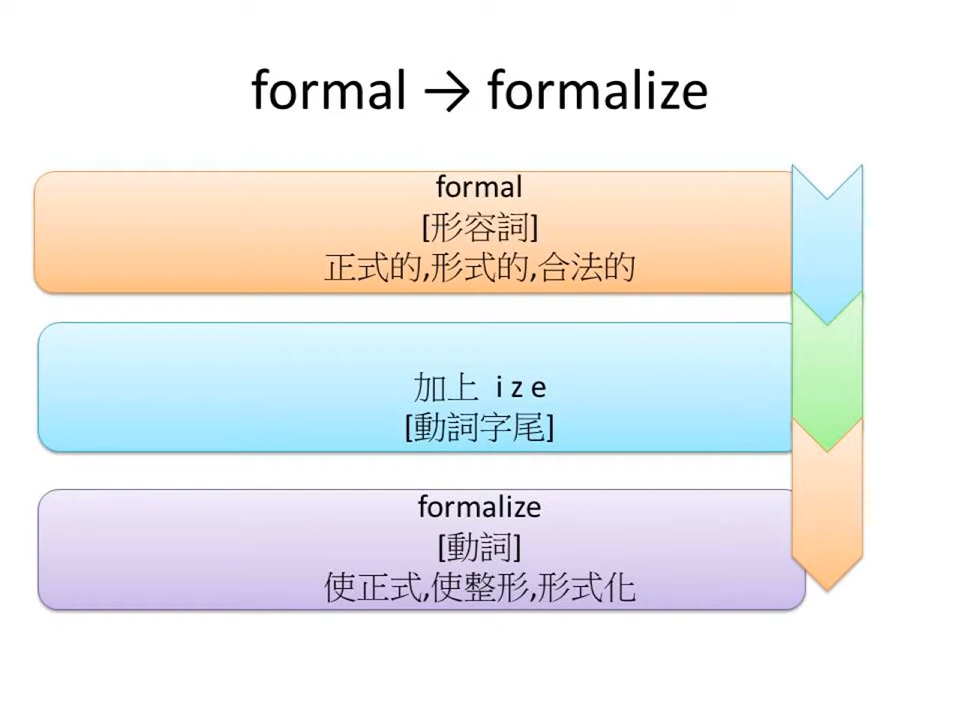 formal → formalize
formal
[形容詞]
正式的,形式的,合法的
加上 i z e
[動詞字尾]
formalize
[動詞]
使正式,使整形,形式化